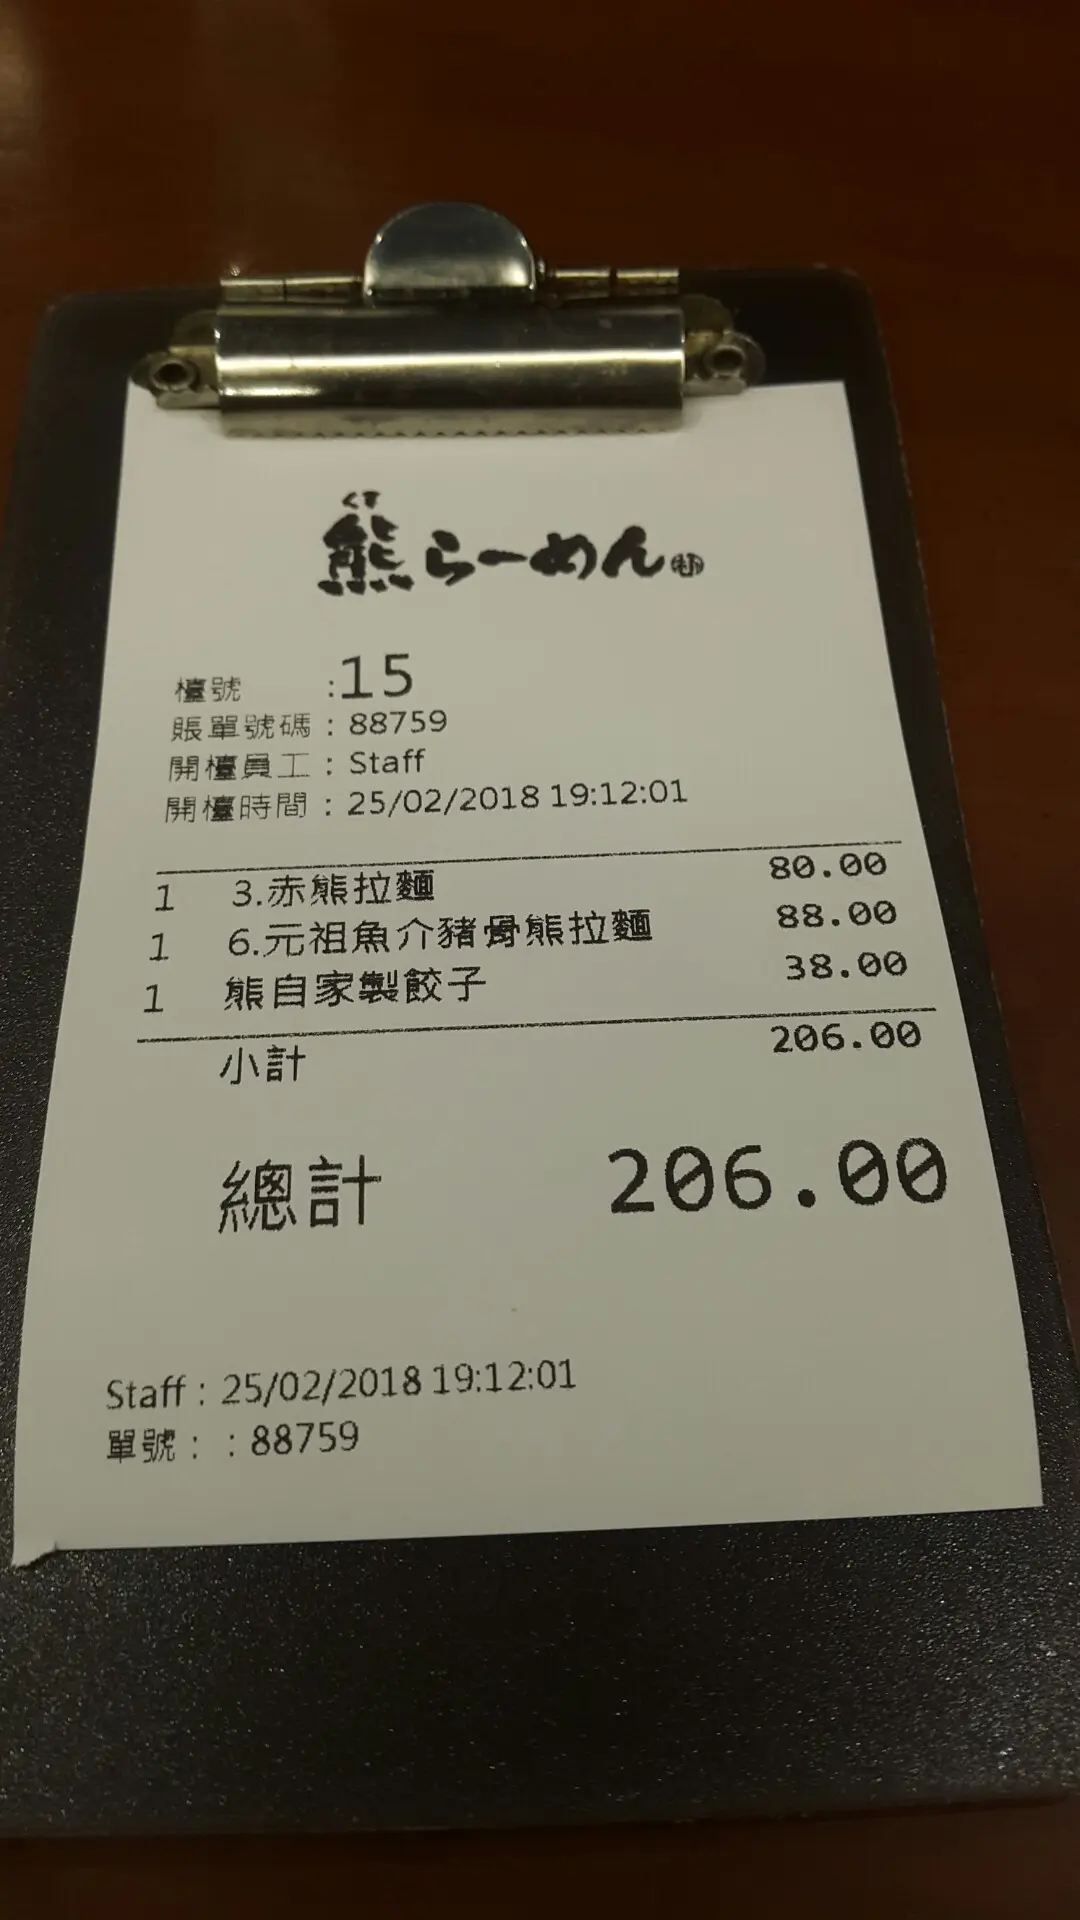 くま
熊らーめん
檯號 :15
賬單號碼 : 88759
開檯員工 : Staff
開檯時間 : 25/02/2018 19:12:01
1 3.赤熊拉麵 80.00
1 6.元祖魚介豬骨熊拉麵 88.00
1 熊自家製餃子 38.00
小計 206.00
總計 206.00
Staff : 25/02/2018 19:12:01
單號: : 88759